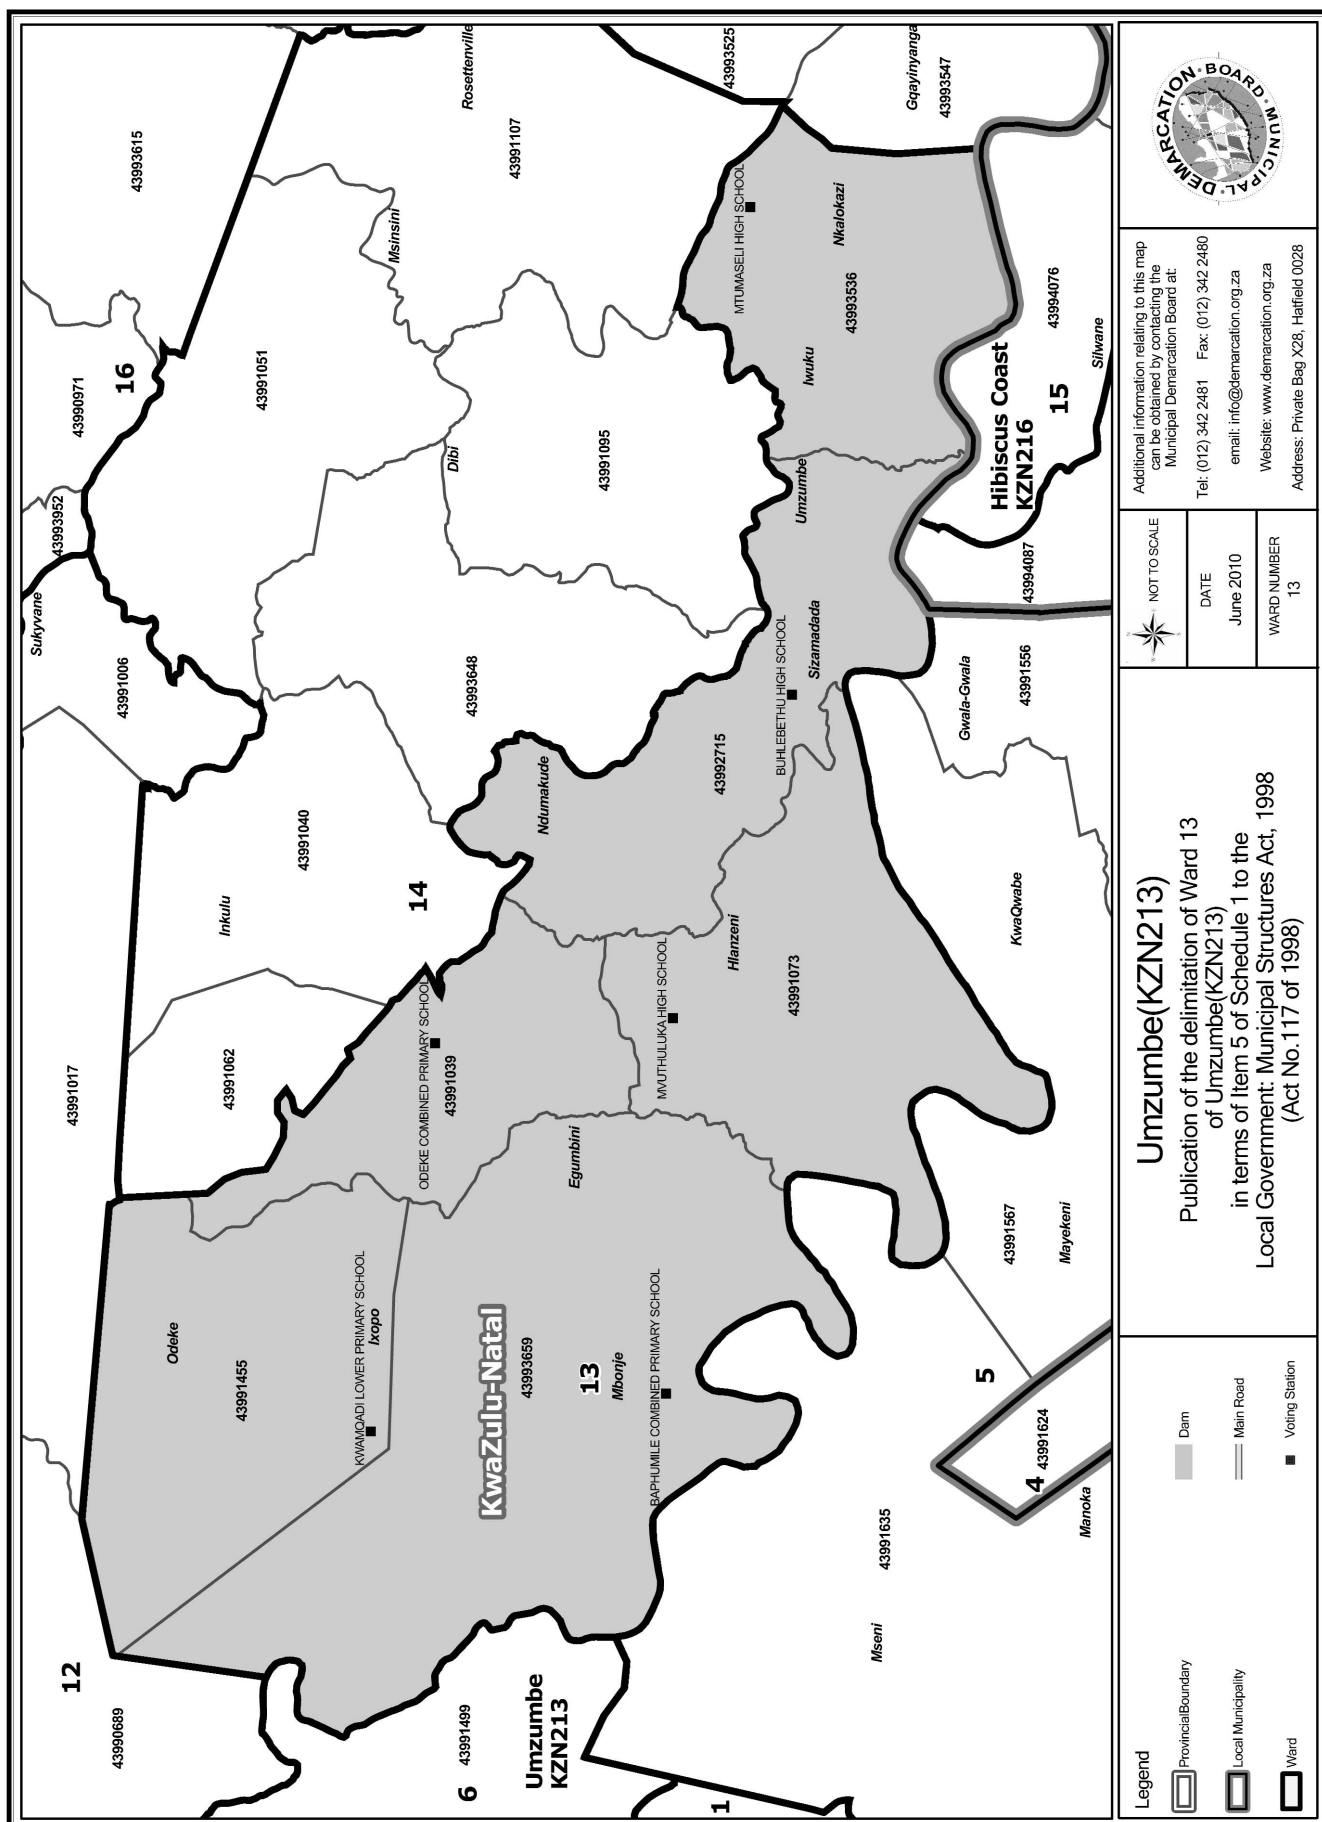 43993615
43990971
16
43993952
Sukyvane
43991006
43991017
12
43990689
Rosettenville
43991107
Msinsini
43991051
Inkulu
43991040
14
43991062
Odeke
43991455
KWAMQADI LOWER PRIMARY SCHOOL
Ixopo
Dibi
43993648
43991095
ODEKE COMBINED PRIMARY SCHOOL
43991039
Ndumakude
Egumbini
KwaZulu-Natal
43993659
13
Mbonje
BAPHUMILE COMBINED PRIMARY SCHOOL
6
43991499
Umzumbe
KZN213
1
43993525
MTUMASELI HIGH SCHOOL
Nkalokazi
43993536
Iwuku
Umzumbe
BUHLEBETHU HIGH SCHOOL
Sizamadada
43992715
MVUTHULUKA HIGH SCHOOL
Hlanzeni
43991073
Gqayinyanga
43993547
Hibiscus Coast
KZN216
43994076
15
Silwane
43994087
Gwala-Gwala
43991556
KwaQwabe
43991567
Mayekeni
5
4
43991624
Manoka
43991635
Mseni
Legend
ProvincialBoundary
Local Municipality
Ward
Dam
Main Road
Voting Station
Umzumbe(KZN213)
Publication of the delimitation of Ward 13
of Umzumbe(KZN213)
in terms of Item 5 of Schedule 1 to the
Local Government: Municipal Structures Act, 1998
(Act No.117 of 1998)
N
E
S
W
NOT TO SCALE
DATE
June 2010
WARD NUMBER
13
Additional information relating to this map
can be obtained by contacting the
Municipal Demarcation Board at:
Tel: (012) 342 2481 Fax: (012) 342 2480
email: info@demarcation.org.za
Website: www.demarcation.org.za
Address: Private Bag X28, Hatfield 0028
MUNICIPAL • DEMARCATION • BOARD •